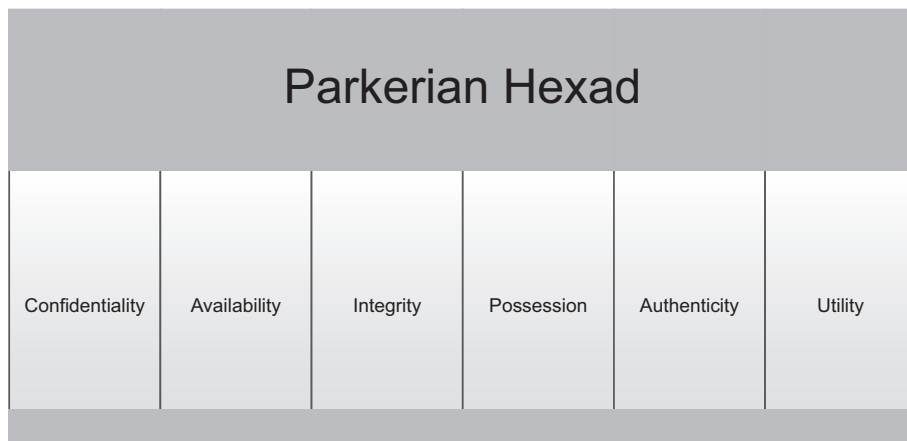 Parkerian Hexad
Confidentiality
Availability
Integrity
Possession
Authenticity
Utility